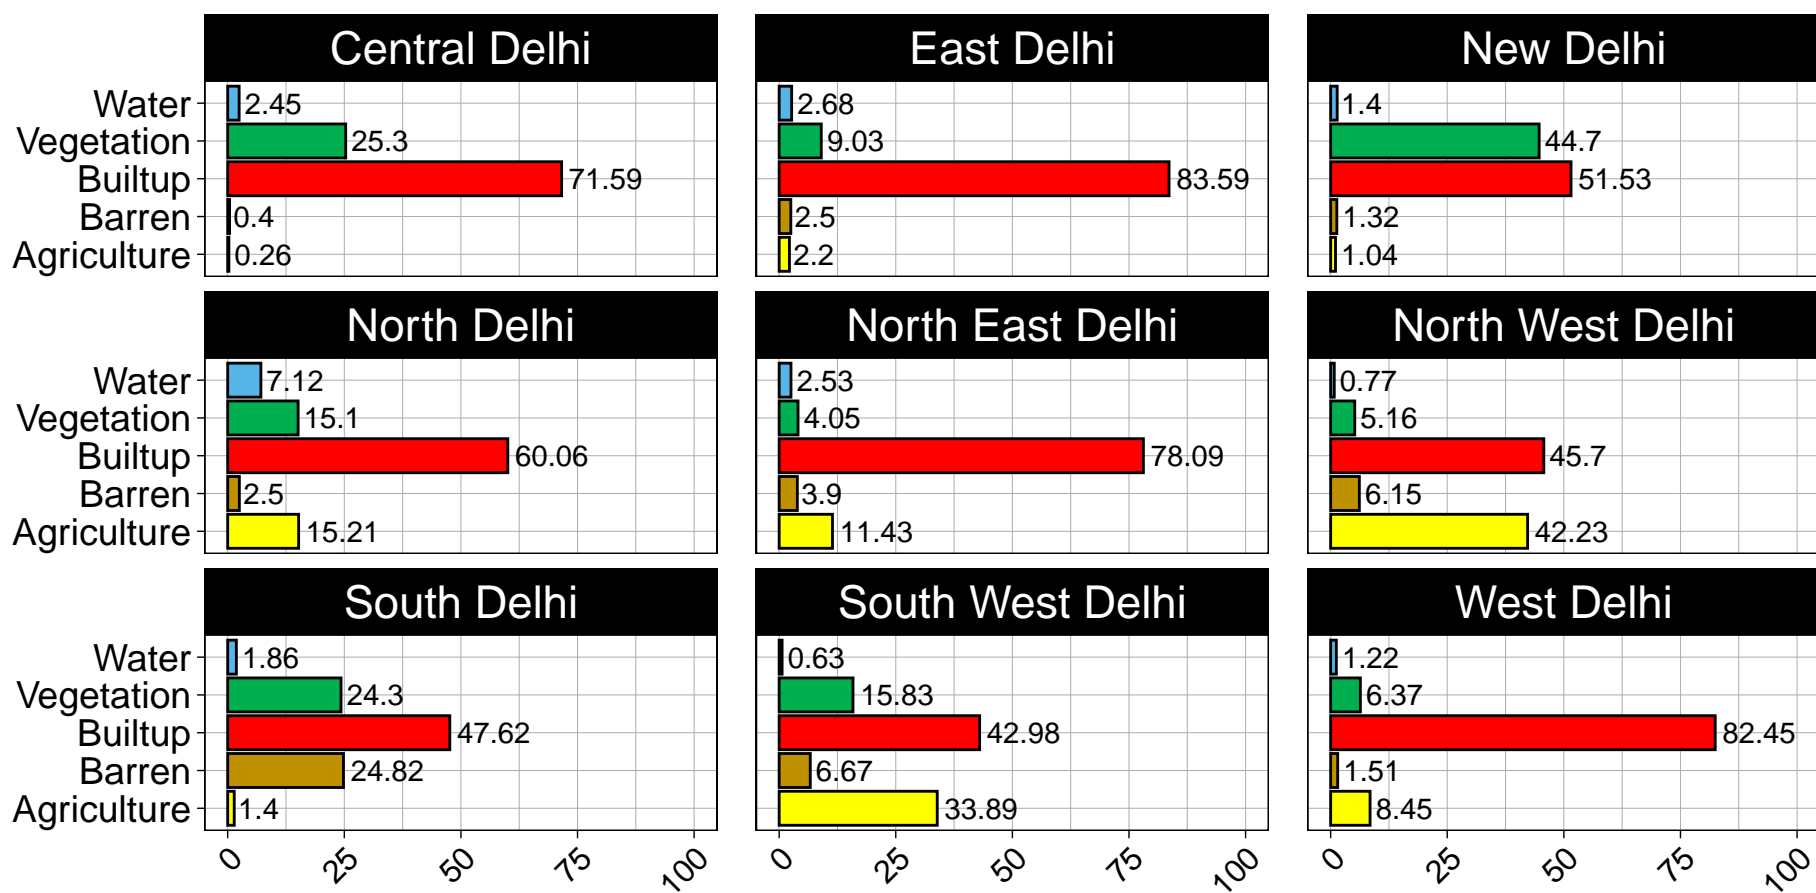 Central Delhi East Delhi New Delhi
Water 2.45 2.68 1.4
Vegetation 25.3 9.03 44.7
Builtup 71.59 83.59 51.53
Barren 0.4 2.5 1.32
Agriculture 0.26 2.2 1.04
North Delhi North East Delhi North West Delhi
Water 7.12 2.53 0.77
Vegetation 15.1 4.05 5.16
Builtup 60.06 78.09 45.7
Barren 2.5 3.9 6.15
Agriculture 15.21 11.43 42.23
South Delhi South West Delhi West Delhi
Water 1.86 0.63 1.22
Vegetation 24.3 15.83 6.37
Builtup 47.62 42.98 82.45
Barren 24.82 6.67 1.51
Agriculture 1.4 33.89 8.45
0 25 50 75 100 0 25 50 75 100 0 25 50 75 100